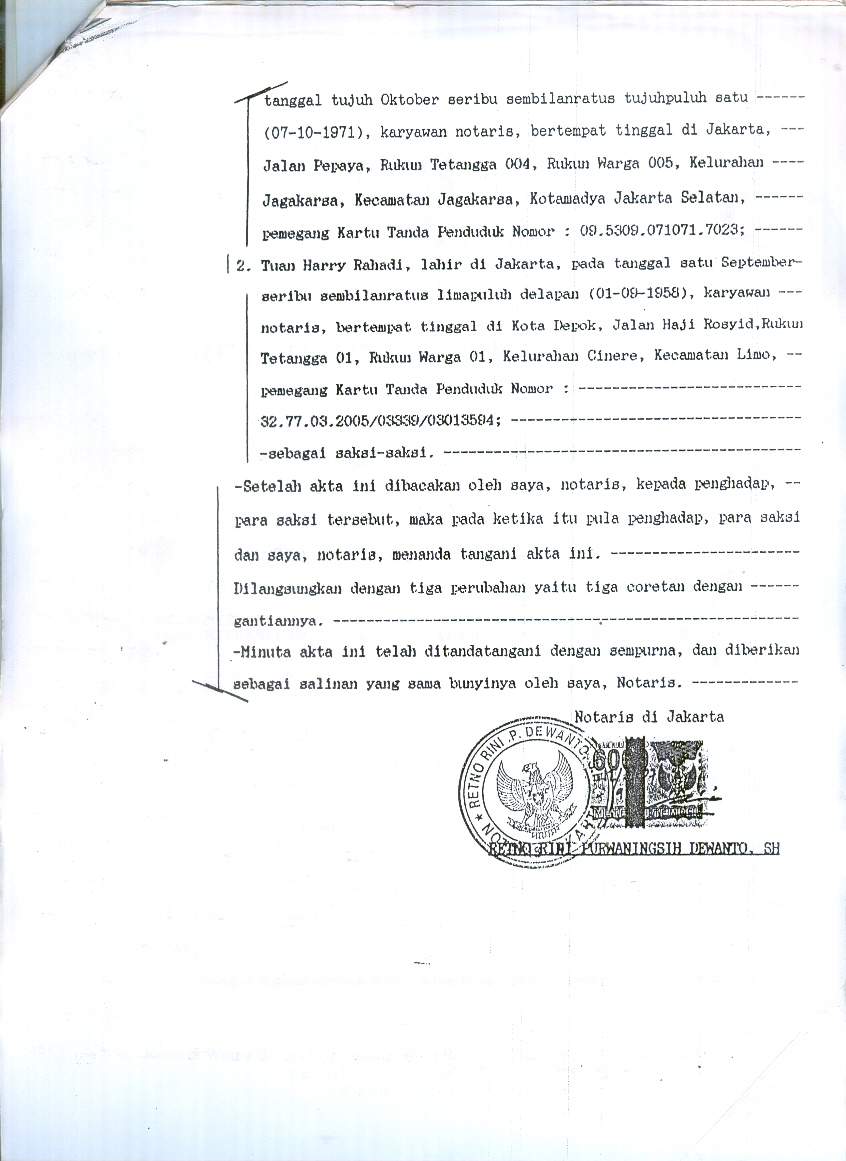 tanggal tujuh Oktober seribu sembilanratus tujuhpuluh satu ------
(07-10-1971), karyawan notaris, bertempat tinggal di Jakarta, ---
Jalan Pepaya, Rukun Tetangga 004, Rukun Warga 005, Kelurahan ----
Jagakarsa, Kecamatan Jagakarsa, Kotamadya Jakarta Selatan, ------
pemegang Kartu Tanda Penduduk Nomor : 09.5309.071071.7023; ------
2. Tuan Harry Rahadi, lahir di Jakarta, pada tanggal satu September-
seribu sembilanratus limapuluh delapan (01-09-1958), karyawan ---
notaris, bertempat tinggal di Kota Depok, Jalan Haji Rosyid,Rukun
Tetangga 01, Rukun Warga 01, Kelurahan Cinere, Kecamatan Limo, --
pemegang Kartu Tanda Penduduk Nomor : ---------------------------
32.77.03.2005/03339/03013594; -----------------------------------
-sebagai saksi-saksi. -------------------------------------------
-Setelah akta ini dibacakan oleh saya, notaris, kepada penghadap, --
para saksi tersebut, maka pada ketika itu pula penghadap, para saksi
dan saya, notaris, menanda tangani akta ini. -----------------------
Dilangsungkan dengan tiga perubahan yaitu tiga coretan dengan ------
gantiannya. --------------------------------------------------------
-Minuta akta ini telah ditandatangani dengan sempurna, dan diberikan
sebagai salinan yang sama bunyinya oleh saya, Notaris. -------------
Notaris di Jakarta
RETNO RINI .P. DEWANTO
6000
RETNO RINI PURWANINGSIH DEWANTO, SH